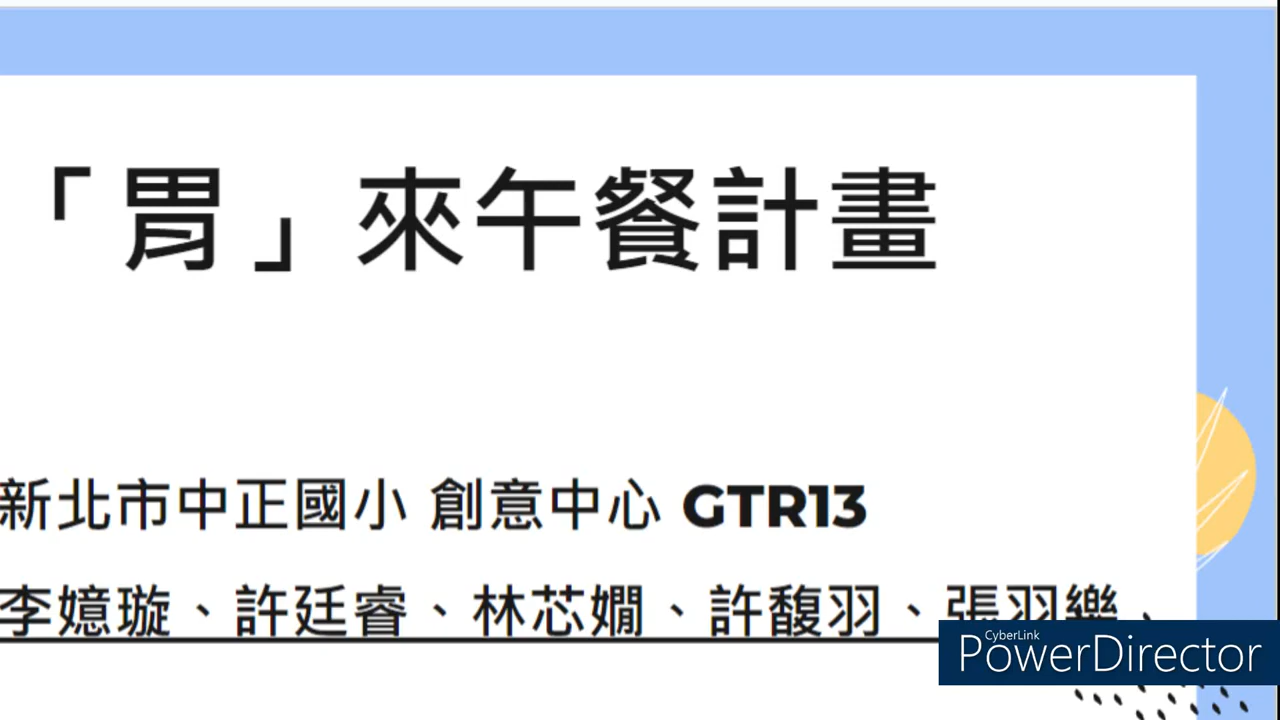 「胃」來午餐計畫
新北市中正國小 創意中心 GTR13
李嬑璇、許廷睿、林芯嫺、許馥羽、張羽樂、
CyberLink
PowerDirector